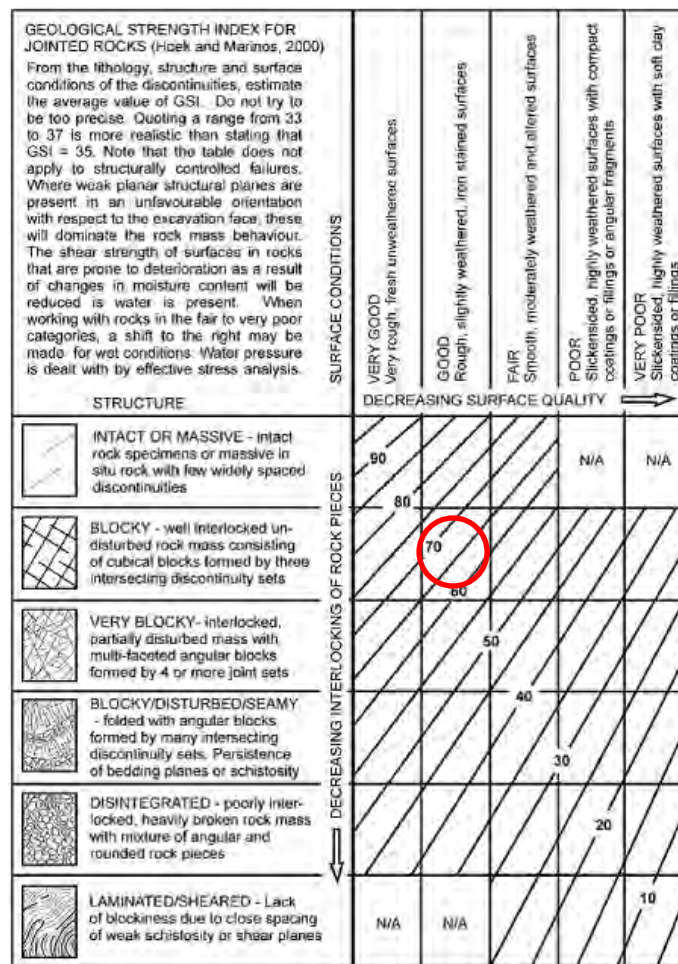 GEOLOGICAL STRENGTH INDEX FOR
JOINTED ROCKS (Hoek and Marinos, 2000)
From the lithology, structure and surface
conditions of the discontinuities, estimate
the average value of GSI. Do not try to
be too precise. Quoting a range from 33
to 37 is more realistic than stating that
GSI = 35. Note that the table does not
apply to structurally controlled failures.
Where weak planar structural planes are
present in an unfavourable orientation
with respect to the excavation face, these
will dominate the rock mass behaviour.
The shear strength of surfaces in rocks
that are prone to deterioration as a result
of changes in moisture content will be
reduced is water is present. When
working with rocks in the fair to very poor
categories, a shift to the right may be
made for wet conditions. Water pressure
is dealt with by effective stress analysis.
STRUCTURE
SURFACE CONDITIONS
VERY GOOD
Very rough, fresh unweathered surfaces
GOOD
Rough, slightly weathered, iron stained surfaces
FAIR
Smooth, moderately weathered and altered surfaces
POOR
Slickensided, highly weathered surfaces with compact
coatings or fillings or angular fragments
VERY POOR
Slickensided, highly weathered surfaces with soft clay
coatings or fillings
DECREASING SURFACE QUALITY
DECREASING INTERLOCKING OF ROCK PIECES
INTACT OR MASSIVE - intact
rock specimens or massive in
situ rock with few widely spaced
discontinuities
90
80
N/A
N/A
BLOCKY - well interlocked un-
disturbed rock mass consisting
of cubical blocks formed by three
intersecting discontinuity sets
70
60
VERY BLOCKY- interlocked,
partially disturbed mass with
multi-faceted angular blocks
formed by 4 or more joint sets
50
40
BLOCKY/DISTURBED/SEAMY
- folded with angular blocks
formed by many intersecting
discontinuity sets. Persistence
of bedding planes or schistosity
30
DISINTEGRATED - poorly inter-
locked, heavily broken rock mass
with mixture of angular and
rounded rock pieces
20
LAMINATED/SHEARED - Lack
of blockiness due to close spacing
of weak schistosity or shear planes
N/A
N/A
10